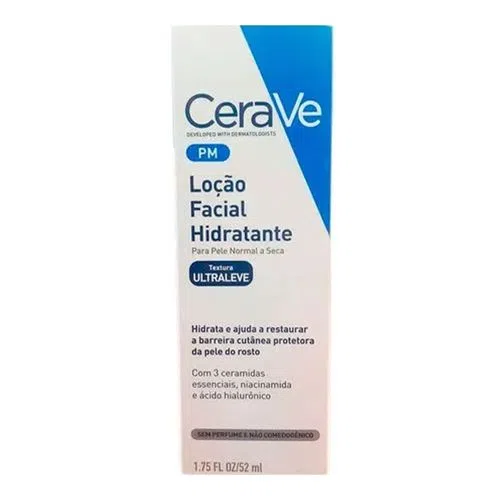 CeraVe
DEVELOPED WITH DERMATOLOGISTS
PM
Loção
Facial
Hidratante
Para Pele Normal a Seca
Textura
ULTRALEVE
Hidrata e ajuda a restaurar
a barreira cutânea protetora
da pele do rosto
Com 3 ceramidas
essenciais, niacinamida
e ácido hialurônico
SEM PERFUME E NÃO COMEDOGÊNICO
1.75 FL OZ/52 ml